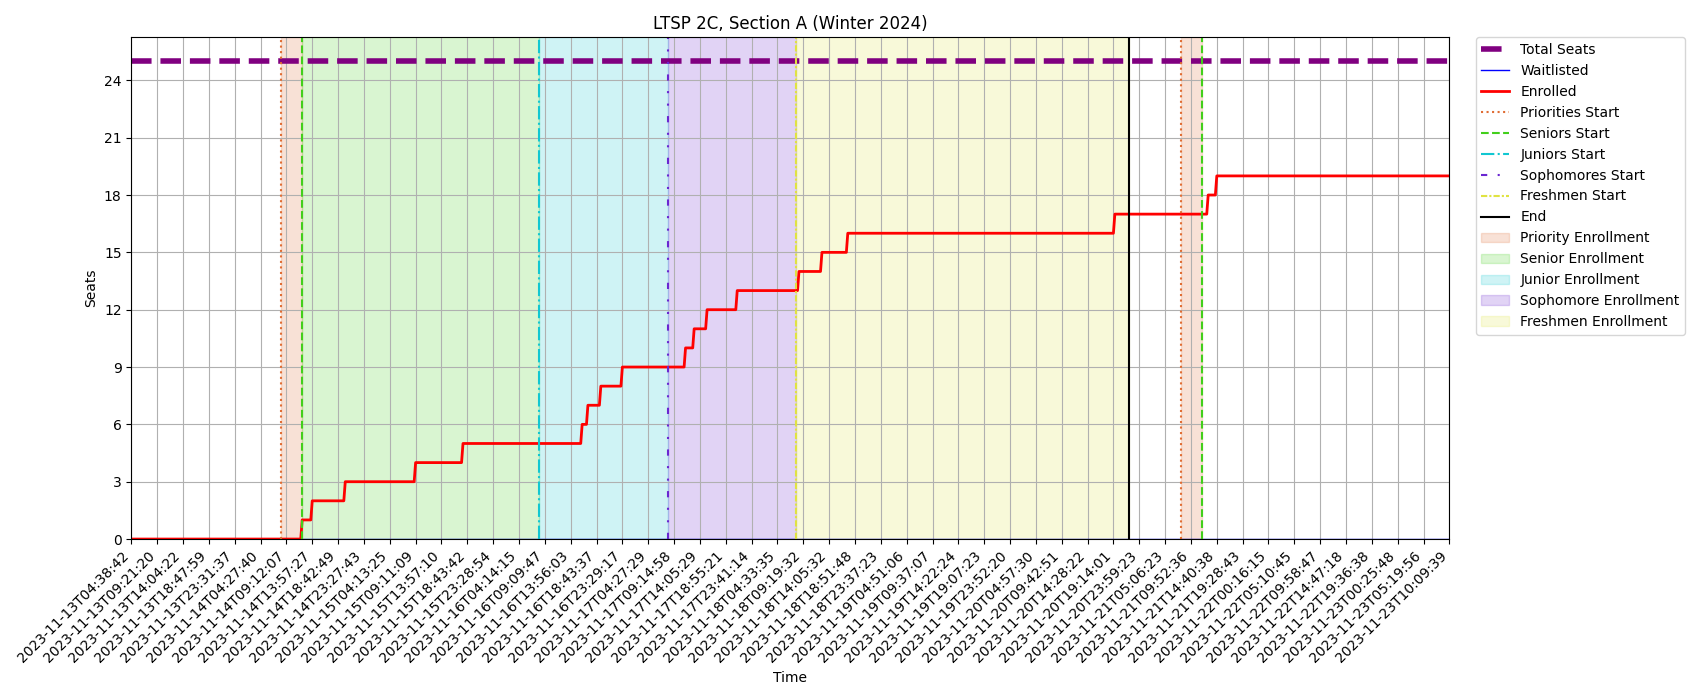 LTSP 2C, Section A (Winter 2024)
Total Seats
Waitlisted
Enrolled
Priorities Start
Seniors Start
Juniors Start
Sophomores Start
Freshmen Start
End
Priority Enrollment
Senior Enrollment
Junior Enrollment
Sophomore Enrollment
Freshmen Enrollment
Seats
24
21
18
15
12
9
6
3
0
2023-11-13T04:38:42
2023-11-13T09:21:20
2023-11-13T14:04:22
2023-11-13T18:47:59
2023-11-13T23:31:37
2023-11-14T04:27:40
2023-11-14T09:12:07
2023-11-14T13:57:27
2023-11-14T18:42:49
2023-11-14T23:27:43
2023-11-15T04:13:25
2023-11-15T09:11:09
2023-11-15T13:57:10
2023-11-15T18:43:42
2023-11-15T23:28:54
2023-11-16T04:14:15
2023-11-16T09:09:47
2023-11-16T13:56:03
2023-11-16T18:43:37
2023-11-16T23:29:17
2023-11-17T04:27:29
2023-11-17T09:14:58
2023-11-17T14:05:29
2023-11-17T18:55:21
2023-11-17T23:41:14
2023-11-18T04:33:35
2023-11-18T09:19:32
2023-11-18T14:05:32
2023-11-18T18:51:48
2023-11-18T23:37:23
2023-11-19T04:51:06
2023-11-19T09:37:07
2023-11-19T14:22:24
2023-11-19T19:07:23
2023-11-19T23:52:20
2023-11-20T04:57:30
2023-11-20T09:42:51
2023-11-20T14:28:22
2023-11-20T19:14:01
2023-11-20T23:59:23
2023-11-21T05:06:23
2023-11-21T09:52:36
2023-11-21T14:40:38
2023-11-21T19:28:43
2023-11-22T00:16:15
2023-11-22T05:10:45
2023-11-22T09:58:47
2023-11-22T14:47:18
2023-11-22T19:36:38
2023-11-23T00:25:48
2023-11-23T05:19:56
2023-11-23T10:09:39
Time